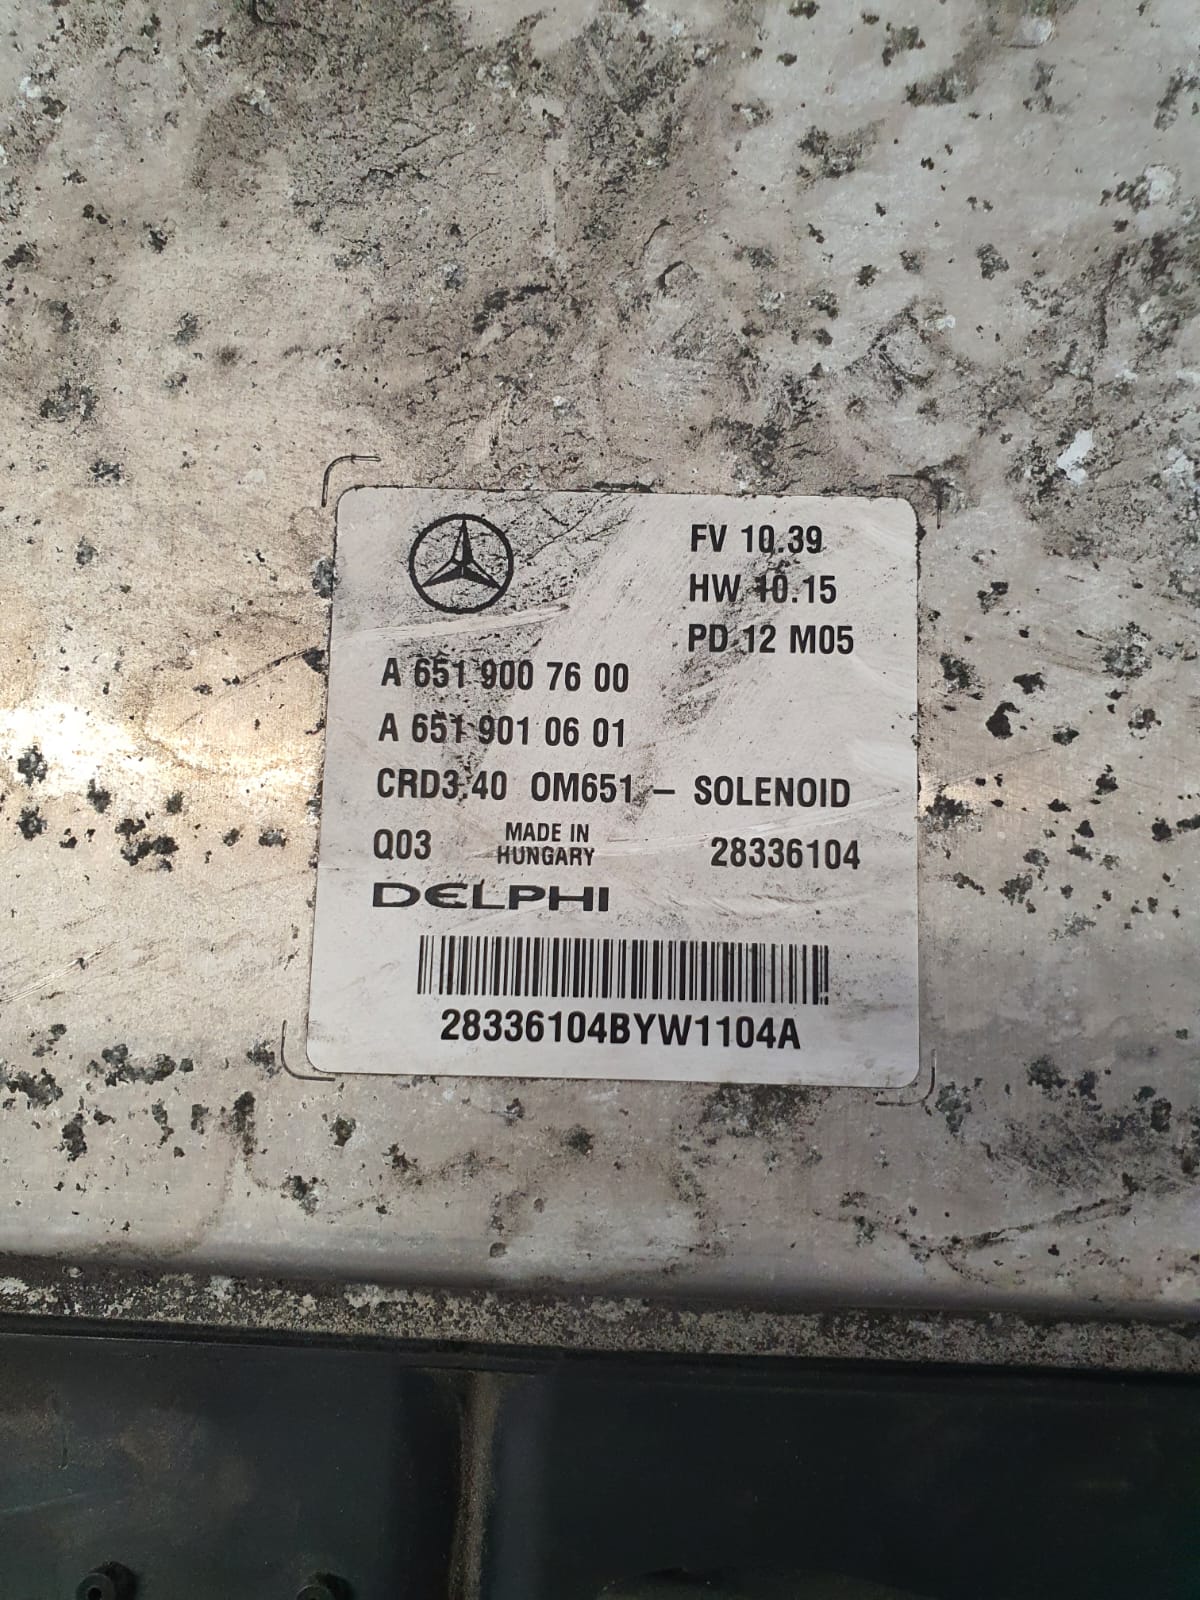 FV 10.39
HW 10.15
PD 12 M05
A 651 900 76 00
A 651 901 06 01
CRD3.40 OM651 - SOLENOID
Q03 MADE IN HUNGARY 28336104
DELPHI
28336104BYW1104A